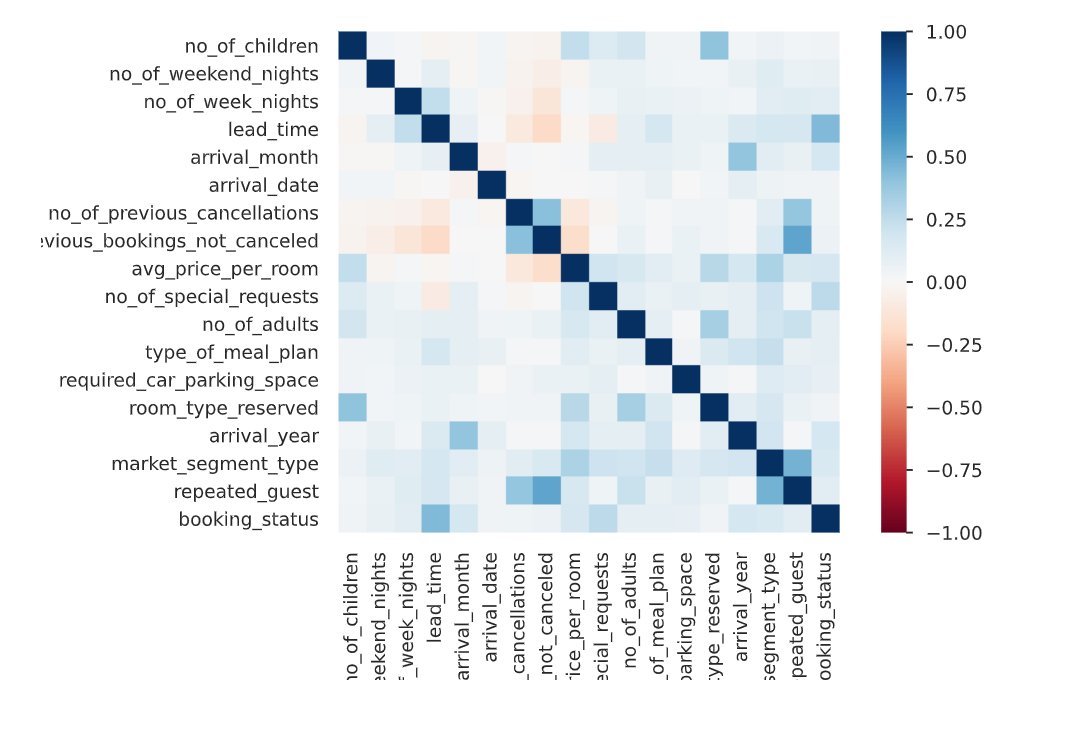 no_of_children
no_of_weekend_nights
no_of_week_nights
lead_time
arrival_month
arrival_date
no_of_previous_cancellations
evious_bookings_not_canceled
avg_price_per_room
no_of_special_requests
no_of_adults
type_of_meal_plan
required_car_parking_space
room_type_reserved
arrival_year
market_segment_type
repeated_guest
booking_status
1.00
0.75
0.50
0.25
0.00
−0.25
−0.50
−0.75
−1.00
no_of_children
eekend_nights
f_week_nights
lead_time
arrival_month
arrival_date
_cancellations
_not_canceled
rice_per_room
ecial_requests
no_of_adults
_of_meal_plan
parking_space
type_reserved
arrival_year
segment_type
peated_guest
ooking_status